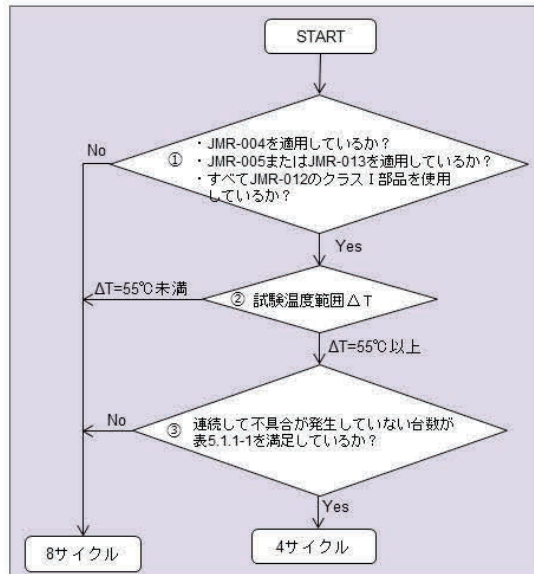 START
・JMR-004を適用しているか？
No
① ・JMR-005またはJMR-013を適用しているか？
・すべてJMR-012のクラスⅠ部品を使用
しているか？
Yes
ΔT=55℃未満
② 試験温度範囲△T
ΔT=55℃以上
No
③ 連続して不具合が発生していない台数が
表5.1.1-1を満足しているか？
Yes
8サイクル
4サイクル